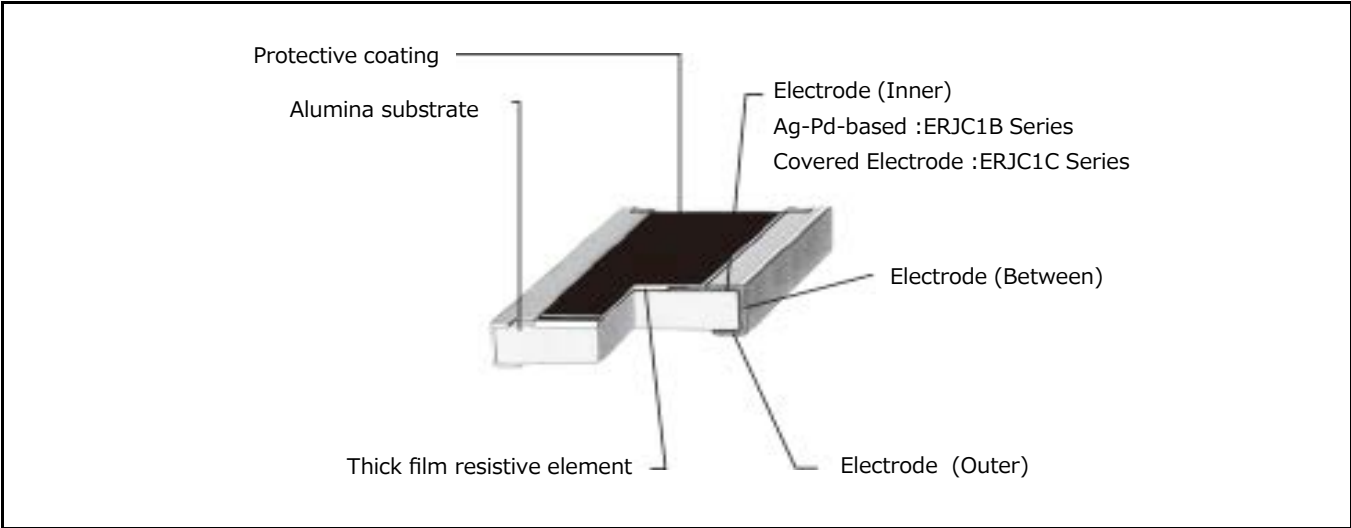 Protective coating
Alumina substrate
Electrode (Inner)
Ag-Pd-based :ERJC1B Series
Covered Electrode :ERJC1C Series
Electrode (Between)
Thick film resistive element
Electrode (Outer)